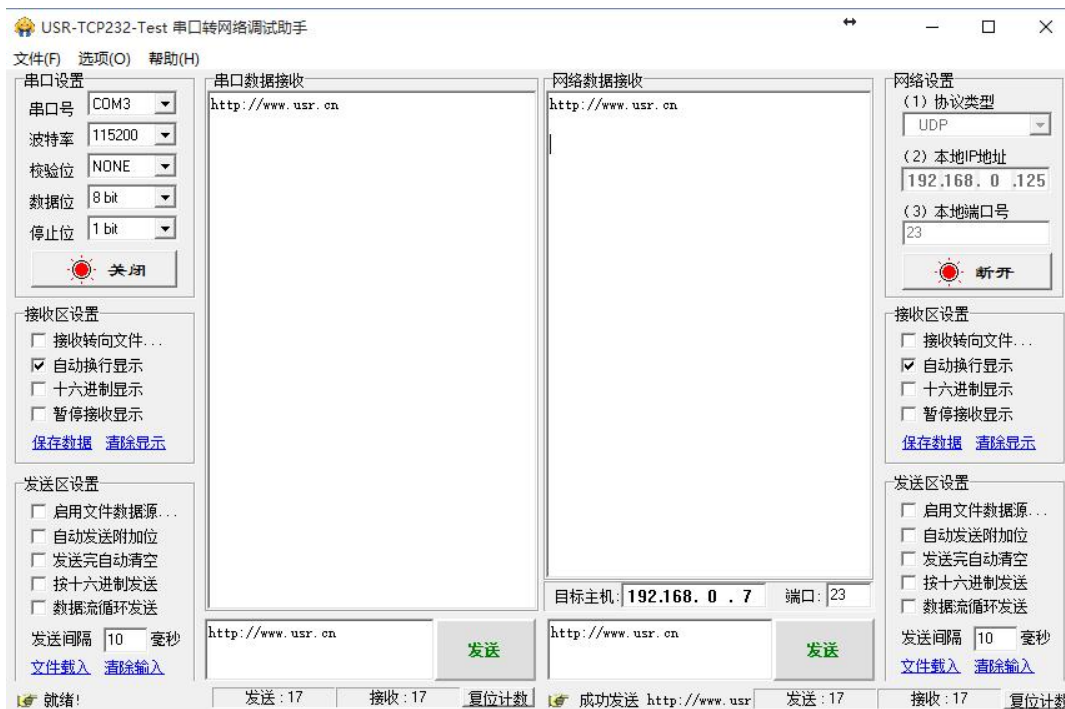 USR-TCP232-Test 串口转网络调试助手
文件(F) 选项(O) 帮助(H)
串口设置
串口号 COM3
波特率 115200
校验位 NONE
数据位 8 bit
停止位 1 bit
关闭
接收区设置
接收转向文件...
自动换行显示
十六进制显示
暂停接收显示
保存数据 清除显示
发送区设置
启用文件数据源...
自动发送附加位
发送完自动清空
按十六进制发送
数据流循环发送
发送间隔 10 毫秒
文件载入 清除输入
串口数据接收
http://www.usr.cn
http://www.usr.cn
发送
网络数据接收
http://www.usr.cn
目标主机: 192.168. 0 . 7 端口: 23
http://www.usr.cn
发送
网络设置
(1) 协议类型
UDP
(2) 本地IP地址
192.168. 0 .125
(3) 本地端口号
23
断开
接收区设置
接收转向文件...
自动换行显示
十六进制显示
暂停接收显示
保存数据 清除显示
发送区设置
启用文件数据源...
自动发送附加位
发送完自动清空
按十六进制发送
数据流循环发送
发送间隔 10 毫秒
文件载入 清除输入
就绪! 发送:17 接收:17 复位计数
成功发送 http://www.usr 发送:17 接收:17 复位计数